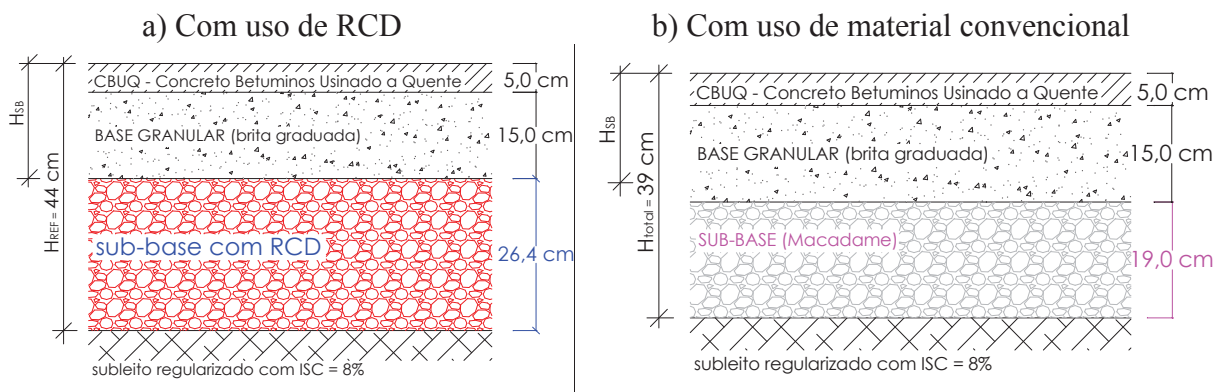 a) Com uso de RCD
CBUQ - Concreto Betuminos Usinado a Quente
5,0 cm
BASE GRANULAR (brita graduada)
15,0 cm
sub-base com RCD
26,4 cm
HSB
HREF = 44 cm
subleito regularizado com ISC = 8%
b) Com uso de material convencional
CBUQ - Concreto Betuminos Usinado a Quente
5,0 cm
BASE GRANULAR (brita graduada)
15,0 cm
SUB-BASE (Macadame)
19,0 cm
HSB
Htotal = 39 cm
subleito regularizado com ISC = 8%